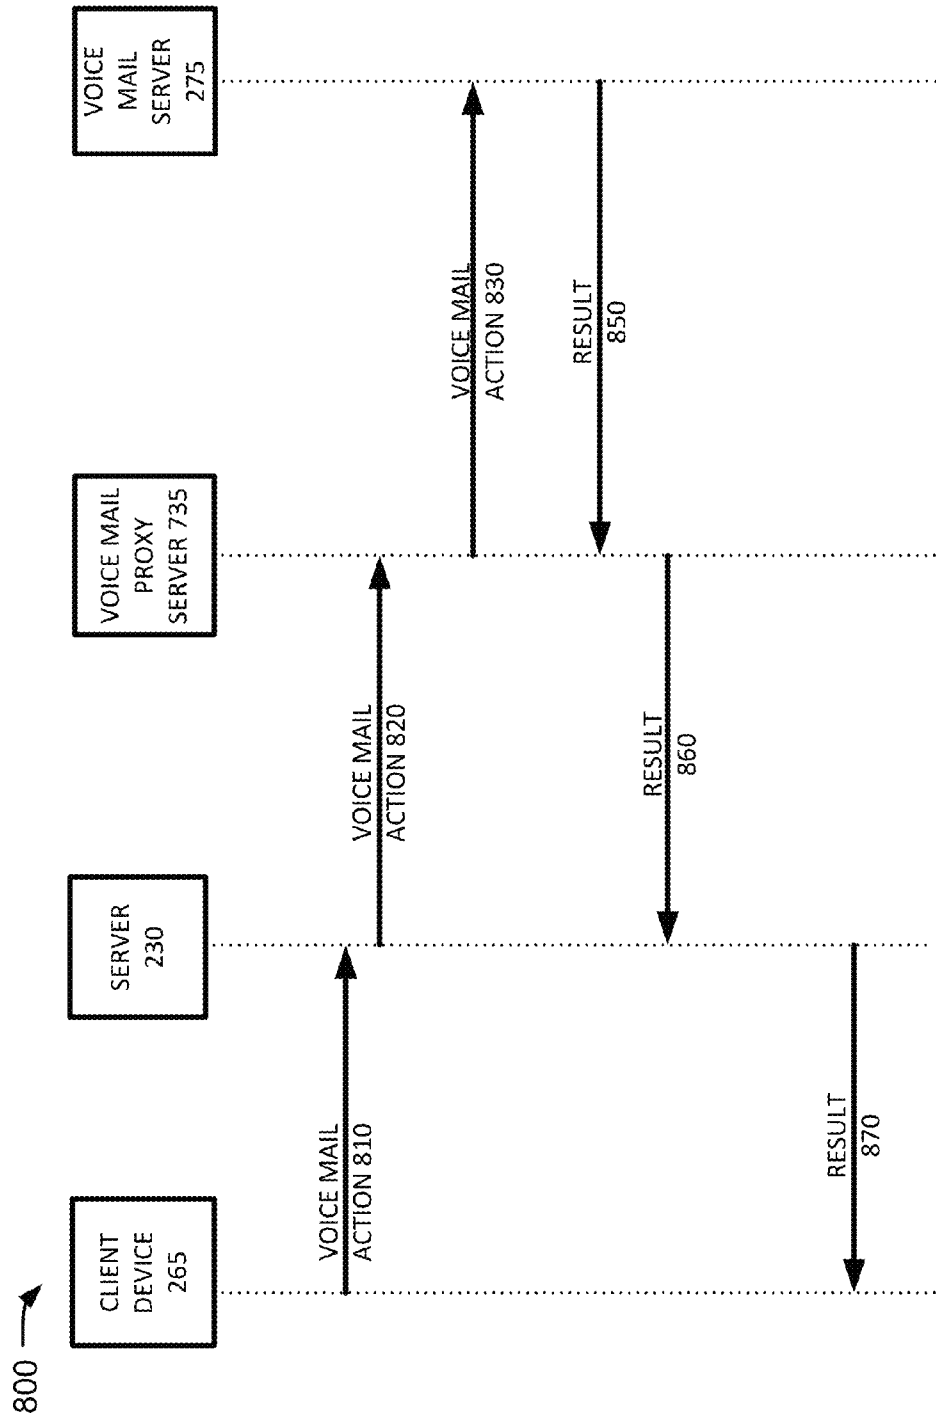 800
CLIENT
DEVICE
265
SERVER
230
VOICE MAIL
PROXY
SERVER 735
VOICE
MAIL
SERVER
275
VOICE MAIL
ACTION 810
VOICE MAIL
ACTION 820
VOICE MAIL
ACTION 830
RESULT
850
RESULT
860
RESULT
870